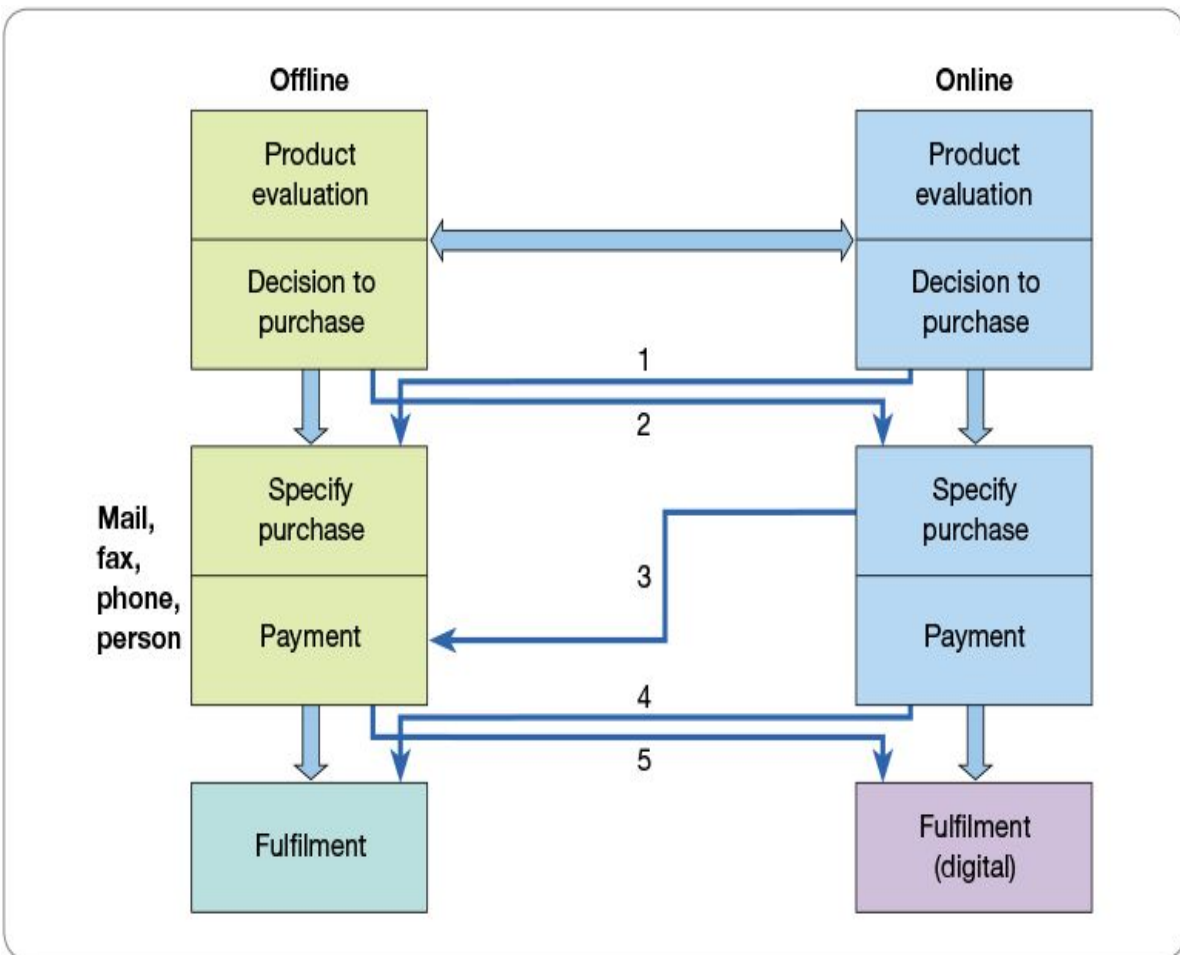 Offline
Online
Product
evaluation
Product
evaluation
Decision to
purchase
Decision to
purchase
1
2
Mail,
fax,
phone,
person
Specify
purchase
Specify
purchase
3
Payment
Payment
4
5
Fulfilment
Fulfilment
(digital)